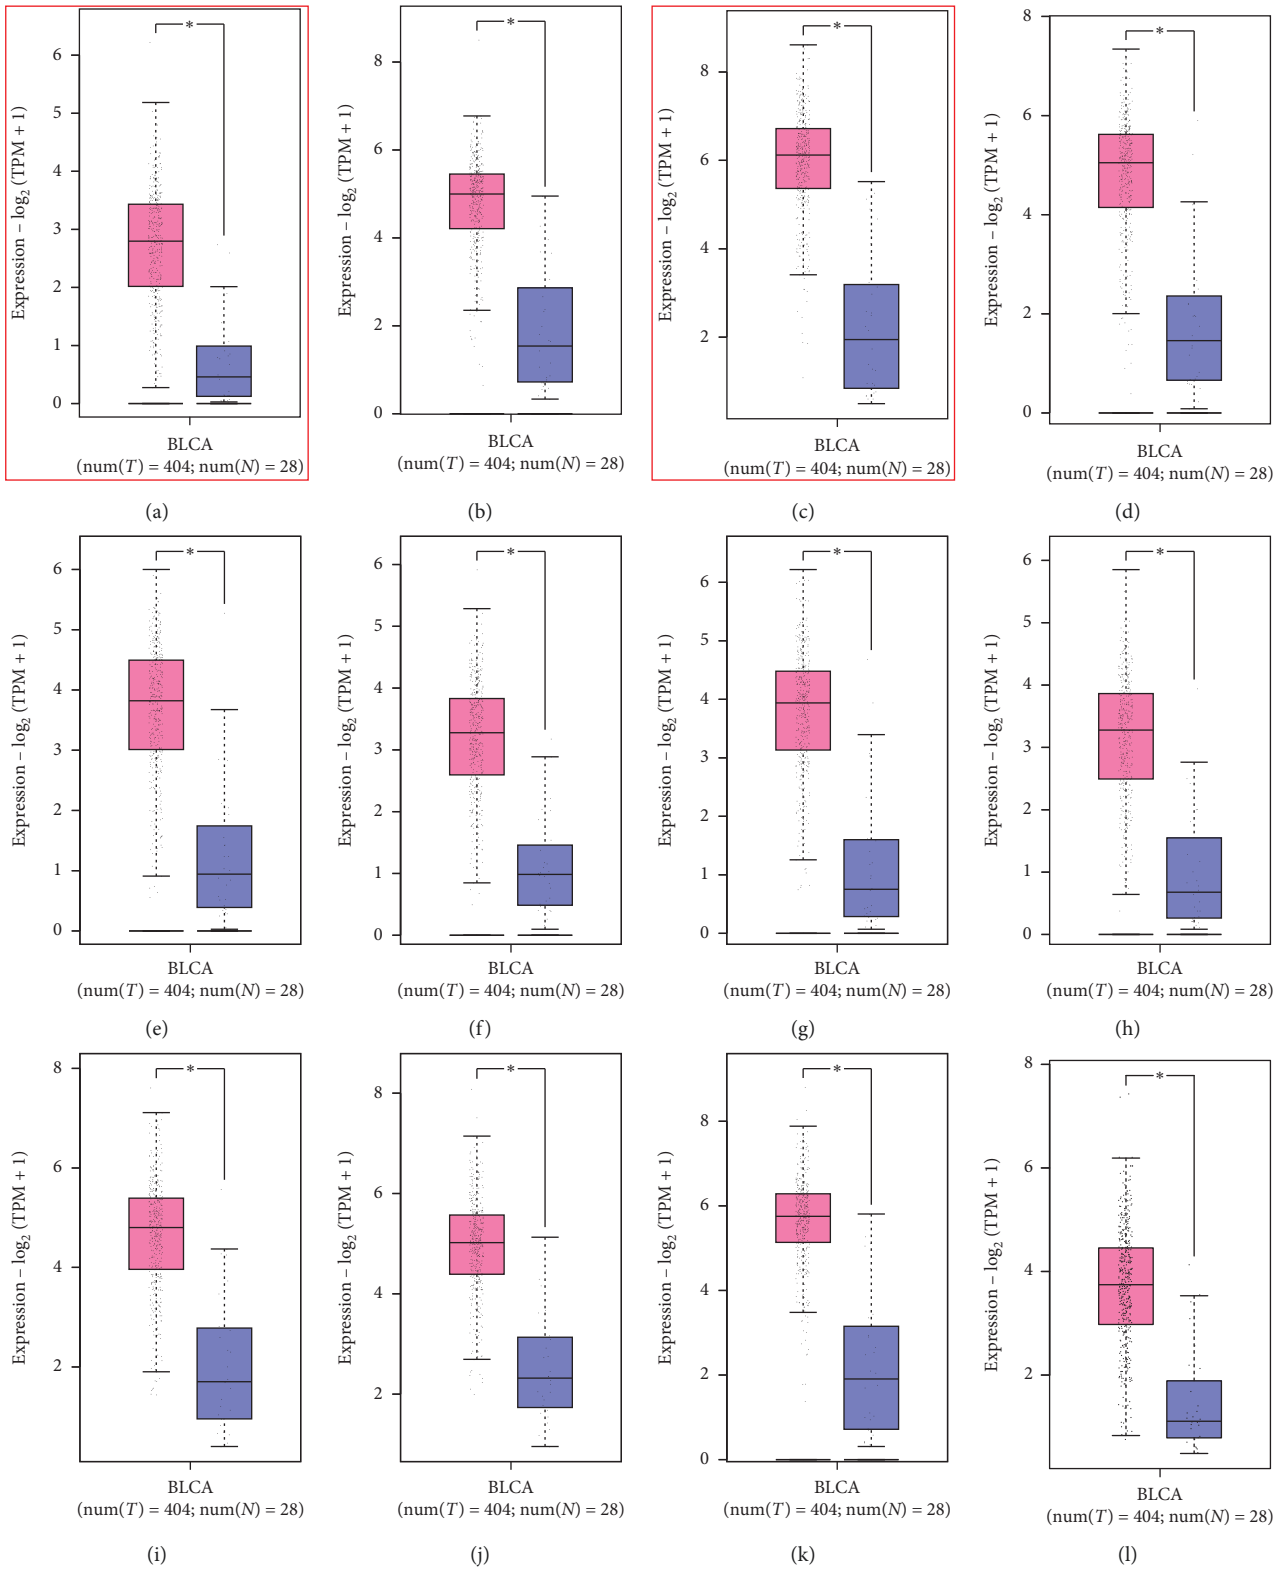 *
*
*
*
6
5
4
3
2
1
0
Expression – log₂ (TPM + 1)
BLCA
(num(T) = 404; num(N) = 28)
(a)
8
6
4
2
0
Expression – log₂ (TPM + 1)
BLCA
(num(T) = 404; num(N) = 28)
(b)
8
6
4
2
Expression – log₂ (TPM + 1)
BLCA
(num(T) = 404; num(N) = 28)
(c)
8
6
4
2
0
Expression – log₂ (TPM + 1)
BLCA
(num(T) = 404; num(N) = 28)
(d)
*
*
*
*
6
5
4
3
2
1
0
Expression – log₂ (TPM + 1)
BLCA
(num(T) = 404; num(N) = 28)
(e)
6
5
4
3
2
1
0
Expression – log₂ (TPM + 1)
BLCA
(num(T) = 404; num(N) = 28)
(f)
6
5
4
3
2
1
0
Expression – log₂ (TPM + 1)
BLCA
(num(T) = 404; num(N) = 28)
(g)
6
5
4
3
2
1
0
Expression – log₂ (TPM + 1)
BLCA
(num(T) = 404; num(N) = 28)
(h)
*
*
*
*
8
6
4
2
Expression – log₂ (TPM + 1)
BLCA
(num(T) = 404; num(N) = 28)
(i)
8
6
4
2
Expression – log₂ (TPM + 1)
BLCA
(num(T) = 404; num(N) = 28)
(j)
8
6
4
2
0
Expression – log₂ (TPM + 1)
BLCA
(num(T) = 404; num(N) = 28)
(k)
8
6
4
2
Expression – log₂ (TPM + 1)
BLCA
(num(T) = 404; num(N) = 28)
(l)